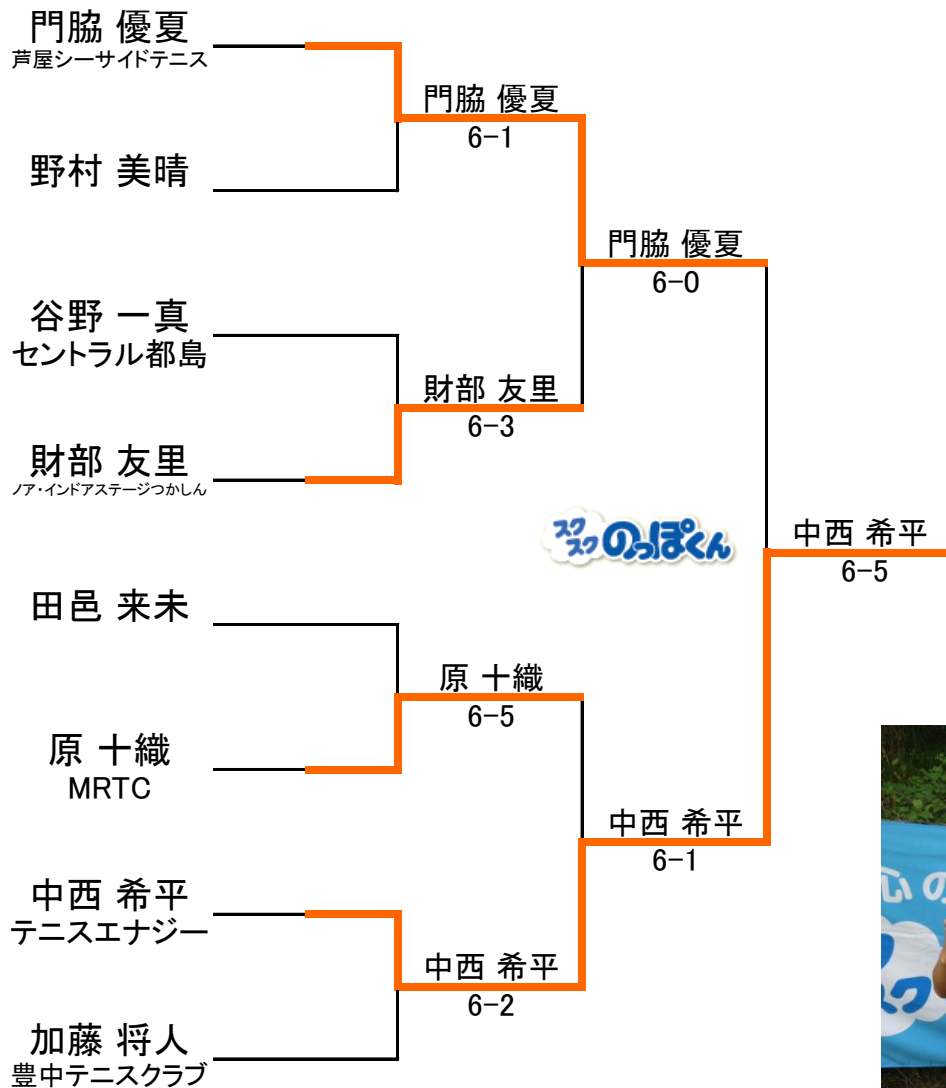 門脇 優夏
芦屋シーサイドテニス
門脇 優夏
6-1
野村 美晴
門脇 優夏
6-0
谷野 一真
セントラル都島
財部 友里
6-3
財部 友里
ノア・インドアステージつかしん
スクスクのっぽくん
中西 希平
6-5
田邑 来未
原 十織
6-5
原 十織
MRTC
中西 希平
6-1
中西 希平
テニスエナジー
中西 希平
6-2
加藤 将人
豊中テニスクラブ